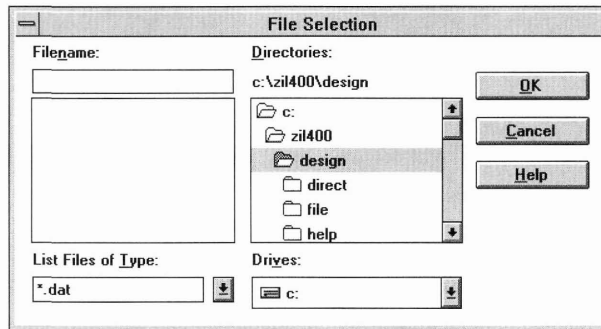 File Selection
Filename:
Directories:
c:\zil400\design
c:
zil400
design
direct
file
help
OK
Cancel
Help
List Files of Type:
*.dat
Drives:
c: